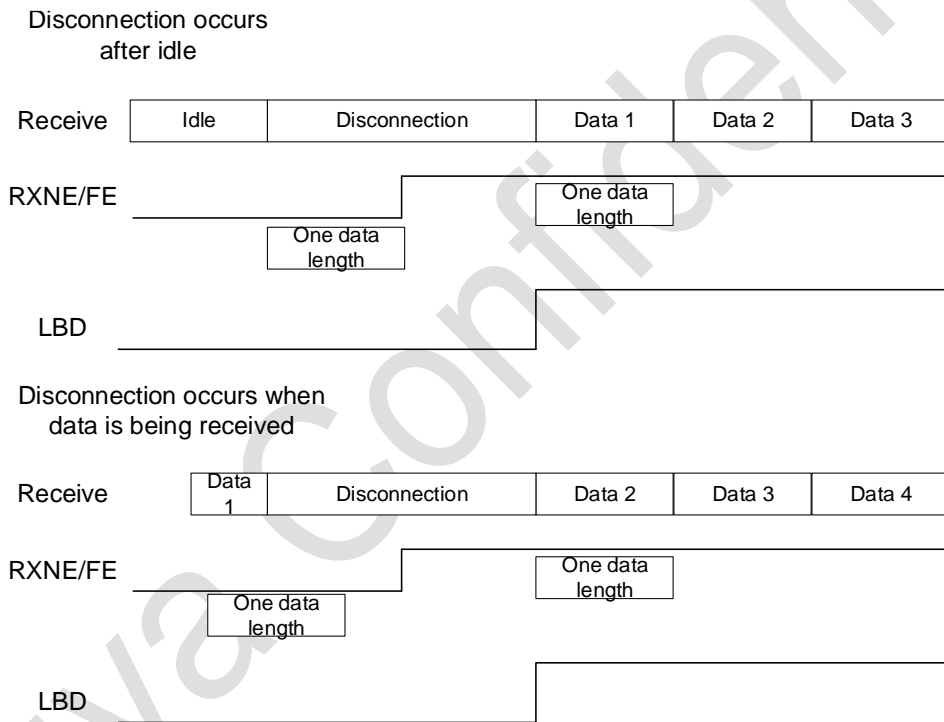 Disconnection occurs
after idle
Receive
Idle
Disconnection
Data 1
Data 2
Data 3
RXNE/FE
One data
length
One data
length
LBD
Disconnection occurs when
data is being received
Receive
Data
1
Disconnection
Data 2
Data 3
Data 4
RXNE/FE
One data
length
One data
length
LBD